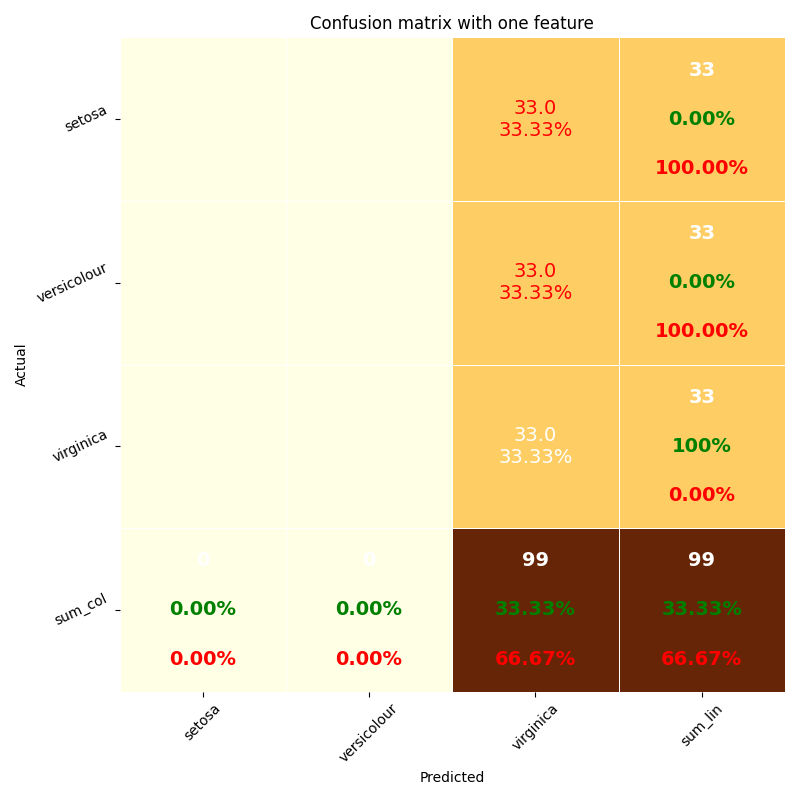 Confusion matrix with one feature
setosa
33.0
33.33%
33
0.00%
100.00%
versicolour
33.0
33.33%
33
0.00%
100.00%
virginica
33.0
33.33%
33
100%
0.00%
sum_col
0
0.00%
0.00%
0
0.00%
0.00%
99
33.33%
66.67%
99
33.33%
66.67%
Actual
setosa
versicolour
virginica
sum_lin
Predicted